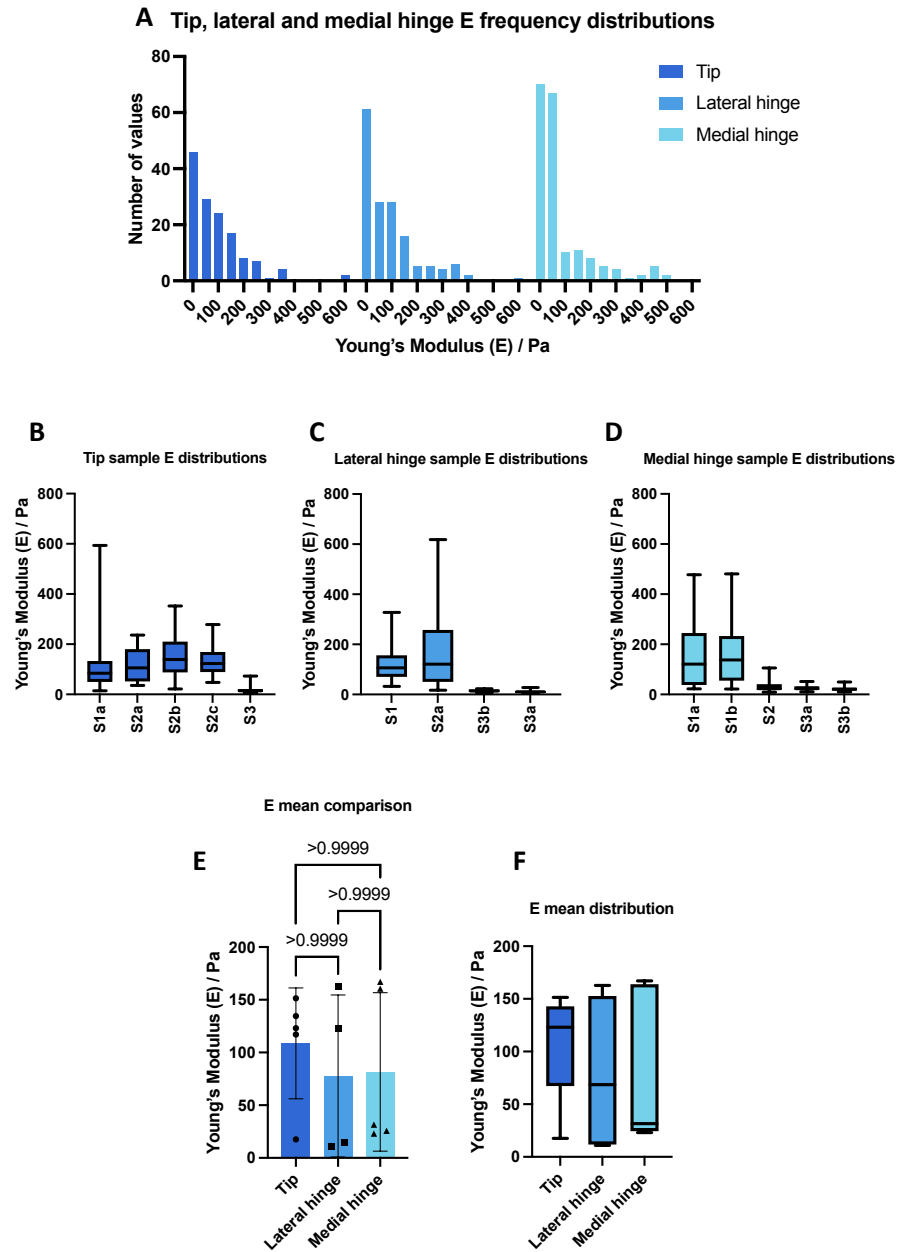 A Tip, lateral and medial hinge E frequency distributions
80
60
40
20
0
Number of values
Tip
Lateral hinge
Medial hinge
0 100 200 300 400 500 600 0 100 200 300 400 500 600 0 100 200 300 400 500 600
Young's Modulus (E) / Pa
B
Tip sample E distributions
800
600
400
200
0
Young's Modulus (E) / Pa
S1a S2a S2b S2c S3
C
Lateral hinge sample E distributions
800
600
400
200
0
Young's Modulus (E) / Pa
S1 S2a S3b S3a
D
Medial hinge sample E distributions
800
600
400
200
0
Young's Modulus (E) / Pa
S1a S1b S2 S3a S3b
E
E mean comparison
>0.9999
>0.9999
>0.9999
200
150
100
50
0
Young's Modulus (E) / Pa
Tip Lateral hinge Medial hinge
F
E mean distribution
200
150
100
50
0
Young's Modulus (E) / Pa
Tip Lateral hinge Medial hinge